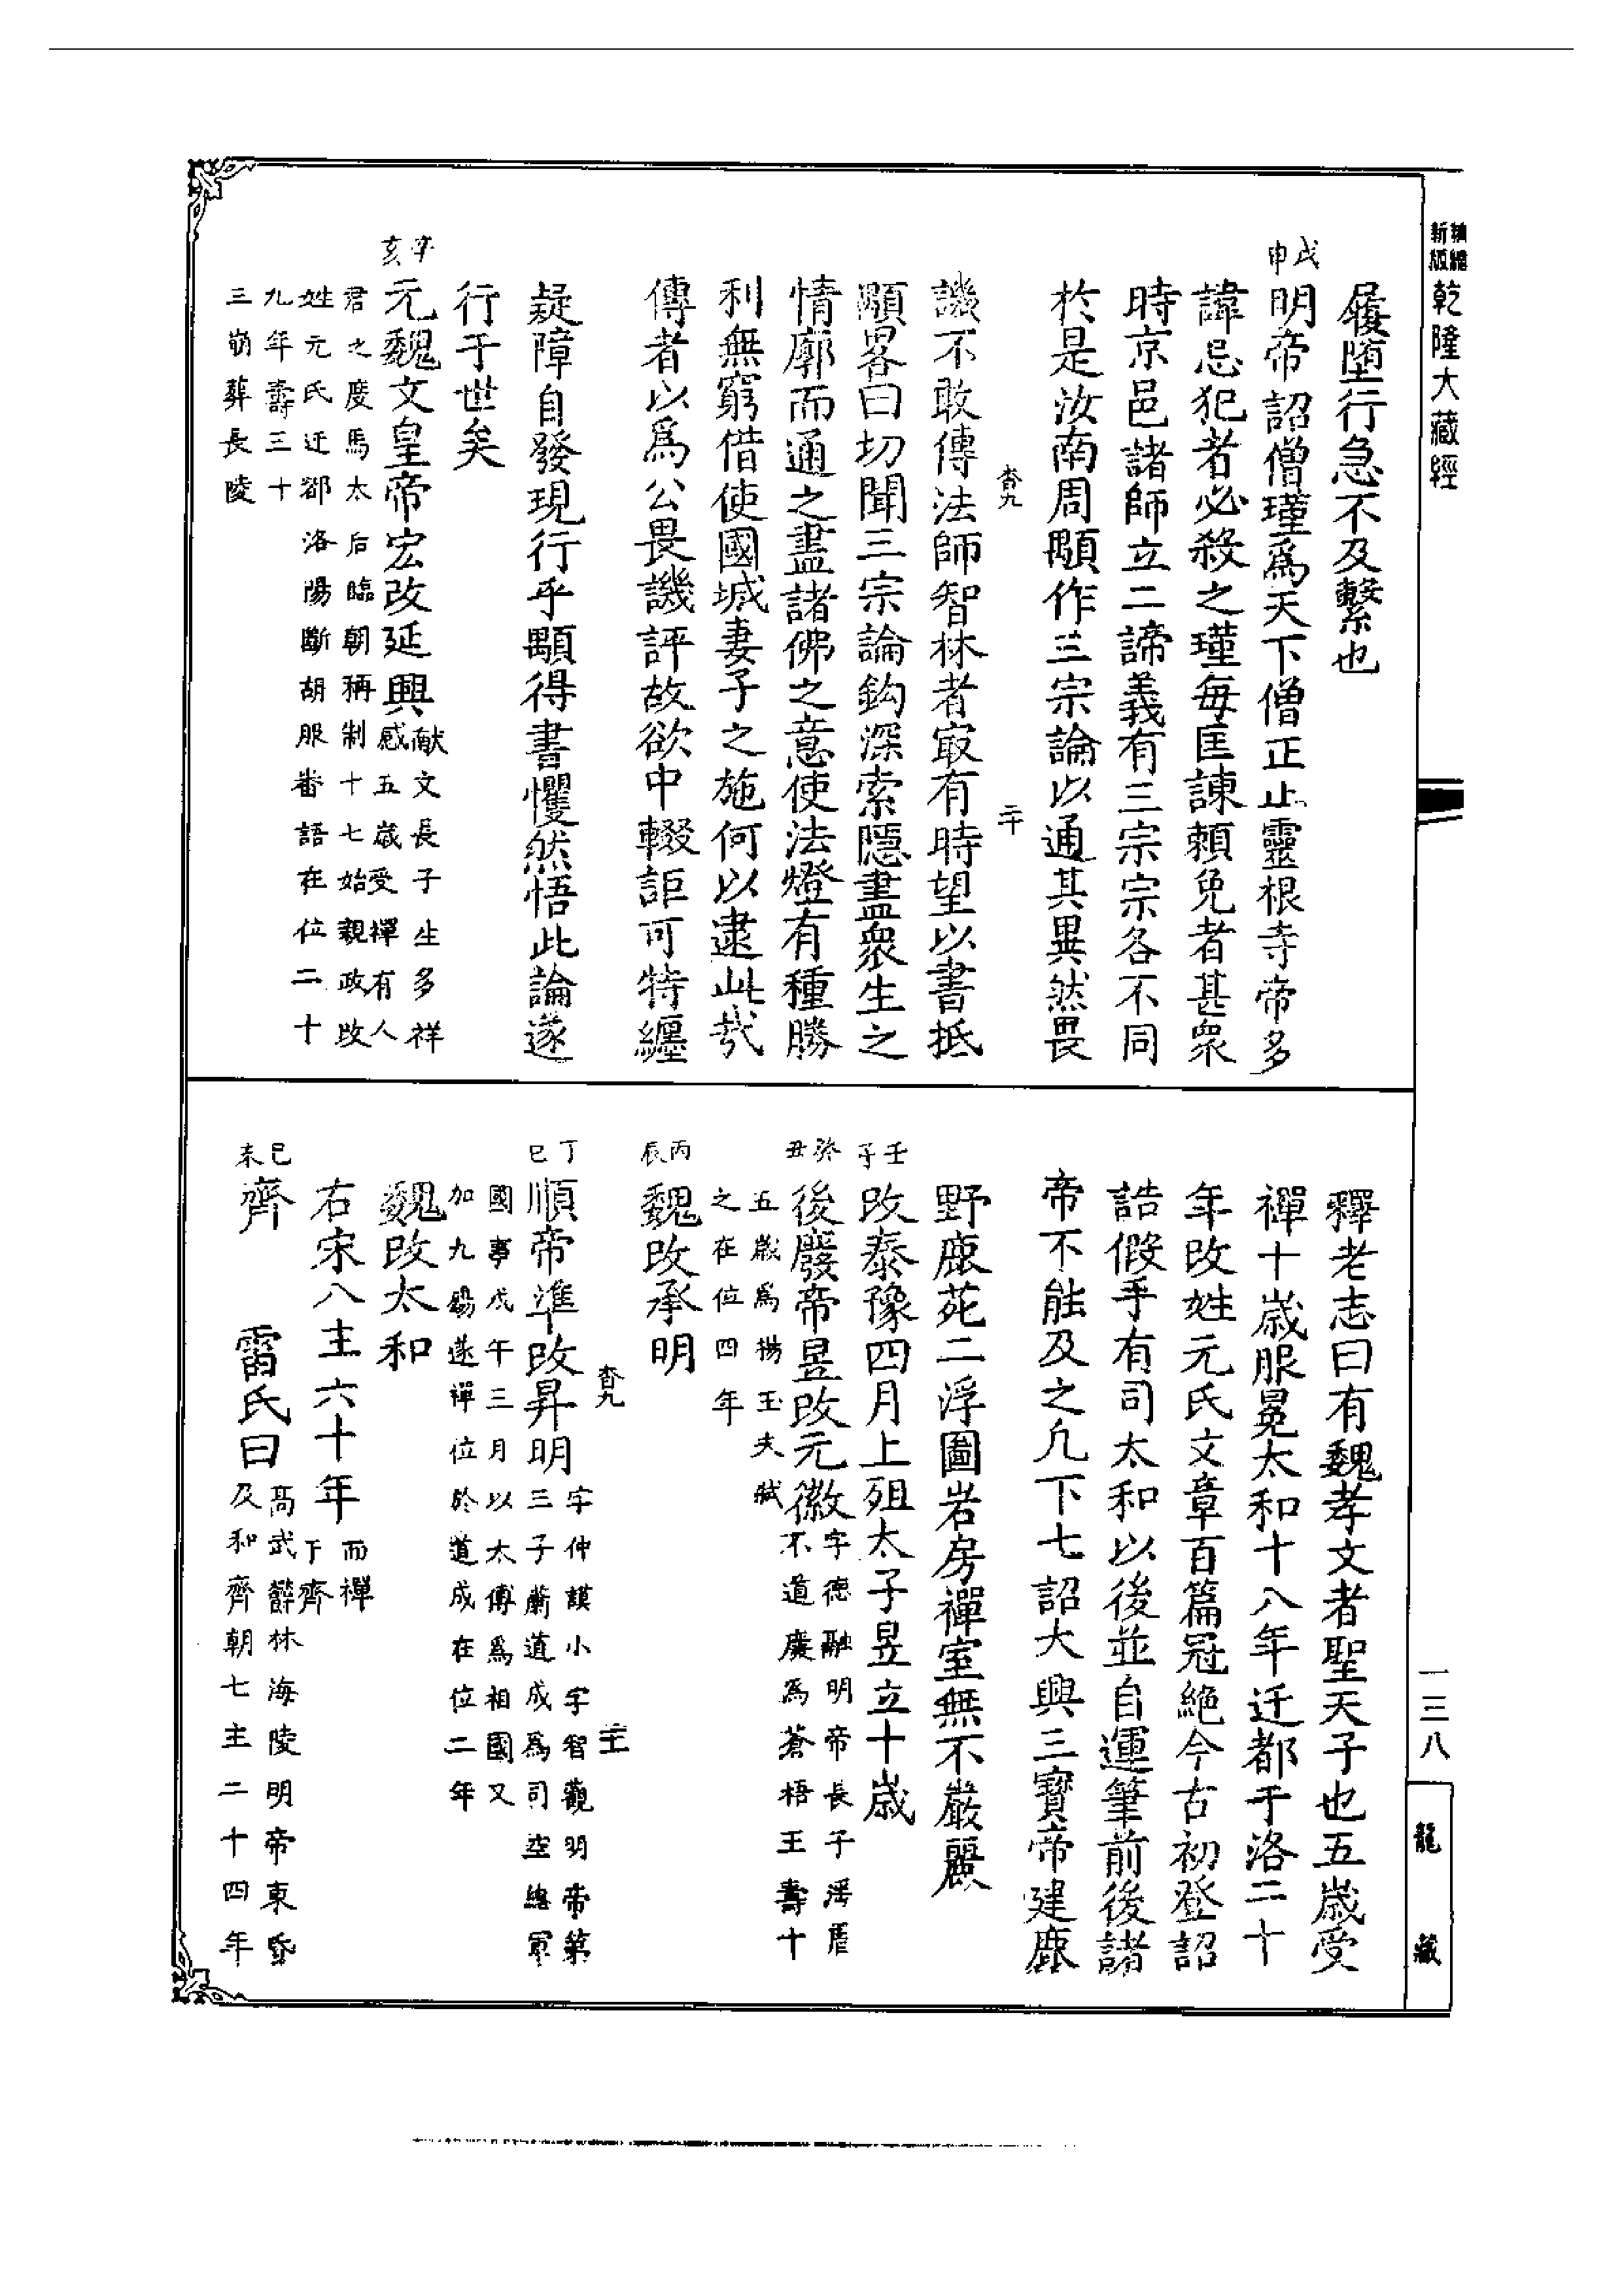 乾隆大藏經
履墮行急不及繫也
戊申
明帝詔僧瑾爲天下僧正止靈根寺帝多
諱忌犯者必殺之瑾每匡諫賴免者甚衆
時京邑諸師立二諦義有三宗宗各不同
於是汝南周顒作三宗論以通其異然畏
譏不敢傳法師智林者㝡有時望以書抵
顒畧曰切聞三宗論鈎深索隱盡衆生之
情廓而通之盡諸佛之意使法燈有種勝
利無窮借使國城妻子之施何以逮此哉
傳者以爲公畏譏評故欲中輟詎可特纏
疑障自發現行乎顒得書懼然悟此論遂
行于世矣
辛亥
元魏文皇帝宏改延興
献文長子生多祥
感五歲受禪有人
君之度馬太后臨朝稱制十七始親政改
姓元氏迁都洛陽斷胡服番語在位二十
九年壽三十
三崩葬長陵
一三八
龍藏
釋老志曰有魏孝文者聖天子也五歲受
禪十歲服冕太和十八年迁都于洛二十
年改姓元氏文章百篇冠絶今古初登詔
誥假手有司太和以後並自運筆前後諸
帝不能及之凢下七詔大興三寶帝建鹿
野鹿苑二浮圖岩房禪室無不嚴麗
壬子
改泰豫四月上殂太子昱立十歲
癸丑
後廢帝昱改元徽
字德融明帝長子滛虐
不道廢爲蒼梧王壽十
五歲爲楊玉夫弑
之在位四年
丙辰
魏改承明
丁巳
順帝準改昇明
字仲謨小字智觀明帝第
三子蕭道成爲司空緫軍
國事戊午三月以太傅爲相國又
加九錫遂禪位於道成在位二年
魏改太和
右宋八主六十年
而禪
于齊
己未
齊
雷氏曰
高武欝林海陵明帝東昏
及和齊朝七主二十四年